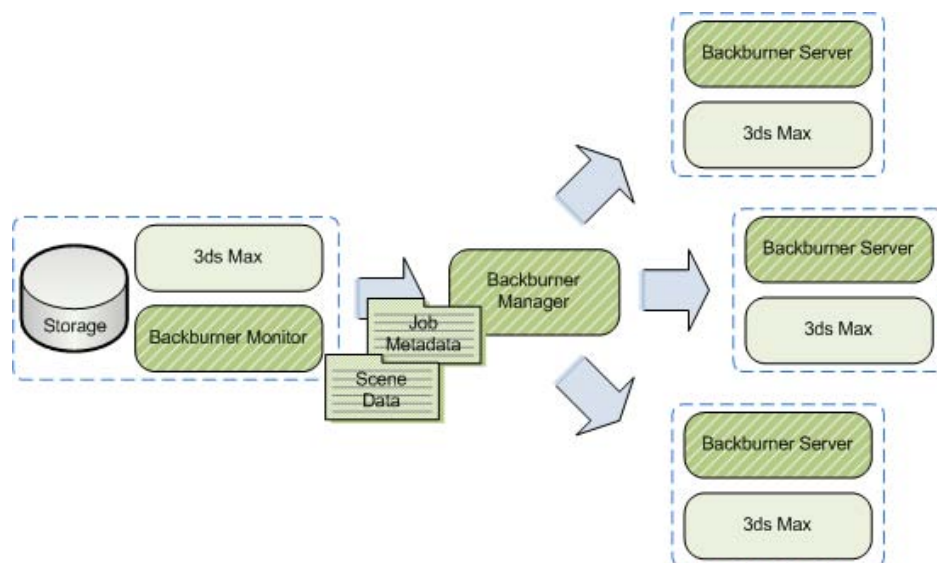 Backburner Server
3ds Max
Storage
3ds Max
Backburner Monitor
Job
Metadata
Scene
Data
Backburner
Manager
Backburner Server
3ds Max
Backburner Server
3ds Max